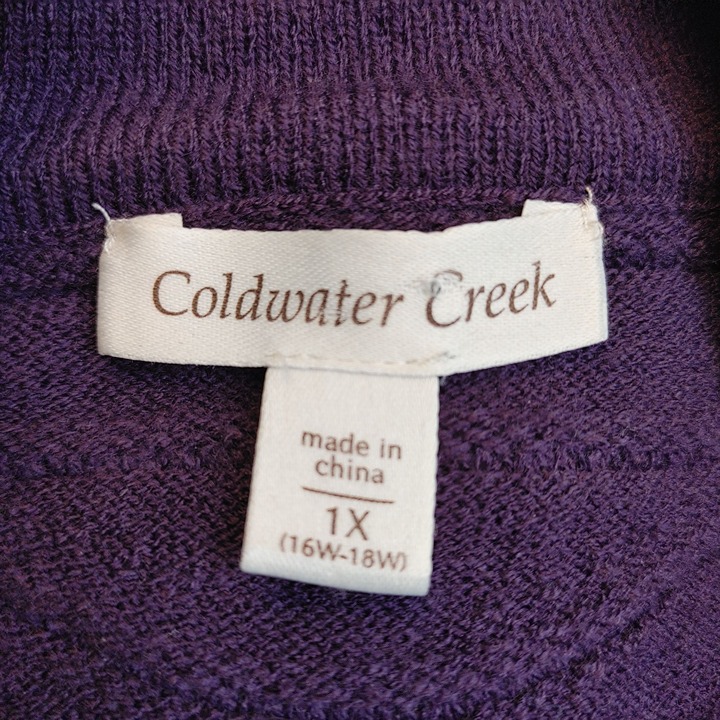 Coldwater Creek
made in
china
1X
(16W-18W)